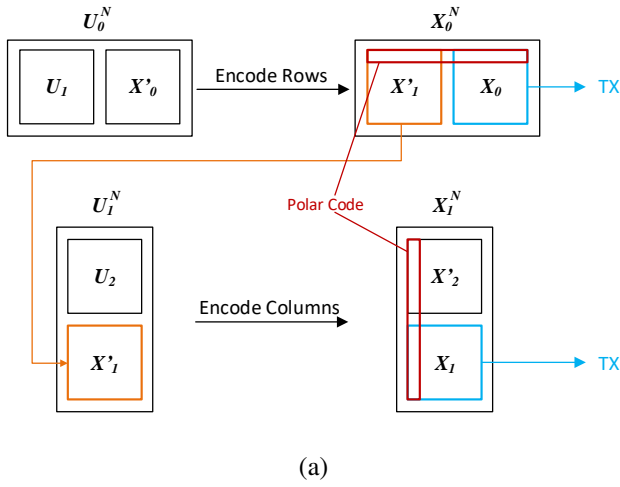 U₀ᴺ X₀ᴺ
U₁ X'₀ Encode Rows X'₁ X₀ TX
U₁ᴺ Polar Code X₁ᴺ
U₂ X'₂
Encode Columns
X'₁ X₁ TX
(a)